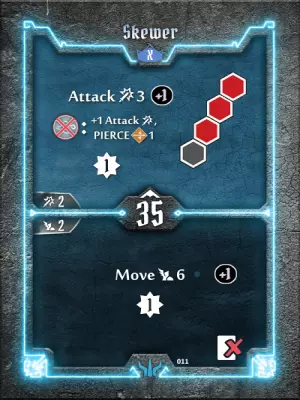 Skewer
X
Attack 3 +1
+1 Attack ,
PIERCE 1
1
2
35
2
Move 6 +1
1
011